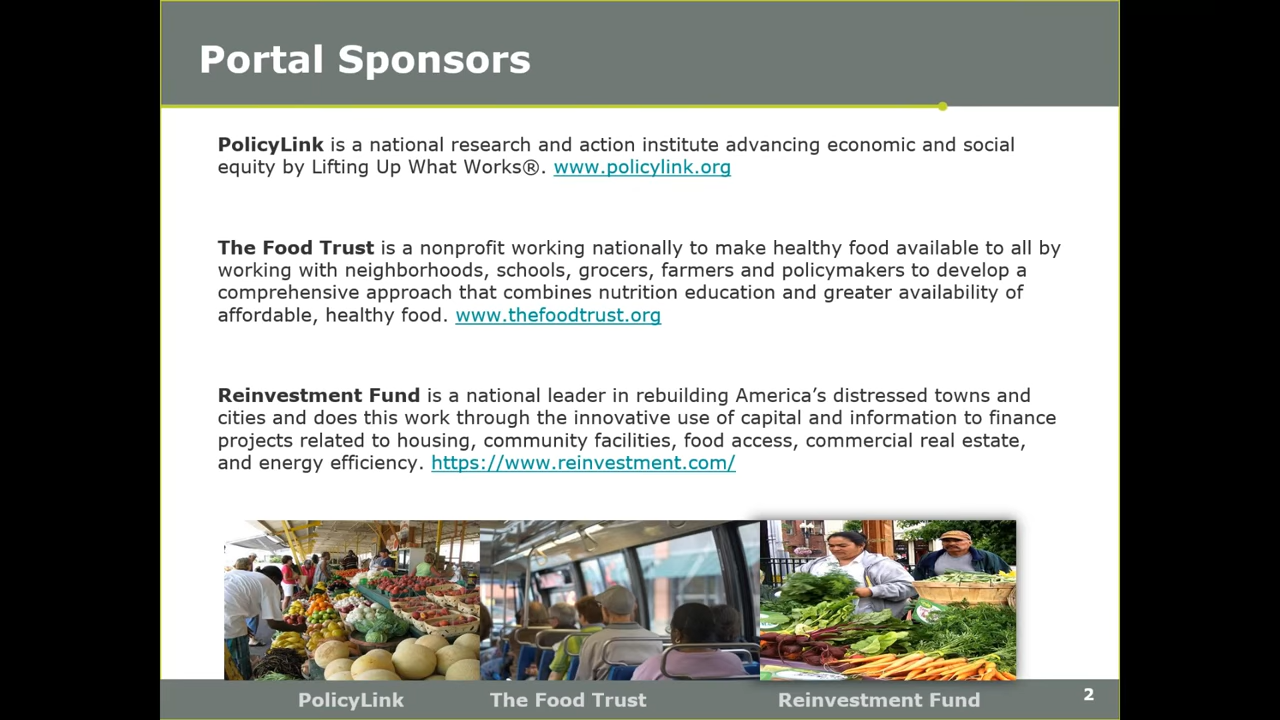 Portal Sponsors
PolicyLink is a national research and action institute advancing economic and social
equity by Lifting Up What Works®. www.policylink.org
The Food Trust is a nonprofit working nationally to make healthy food available to all by
working with neighborhoods, schools, grocers, farmers and policymakers to develop a
comprehensive approach that combines nutrition education and greater availability of
affordable, healthy food. www.thefoodtrust.org
Reinvestment Fund is a national leader in rebuilding America’s distressed towns and
cities and does this work through the innovative use of capital and information to finance
projects related to housing, community facilities, food access, commercial real estate,
and energy efficiency. https://www.reinvestment.com/
PolicyLink The Food Trust Reinvestment Fund 2